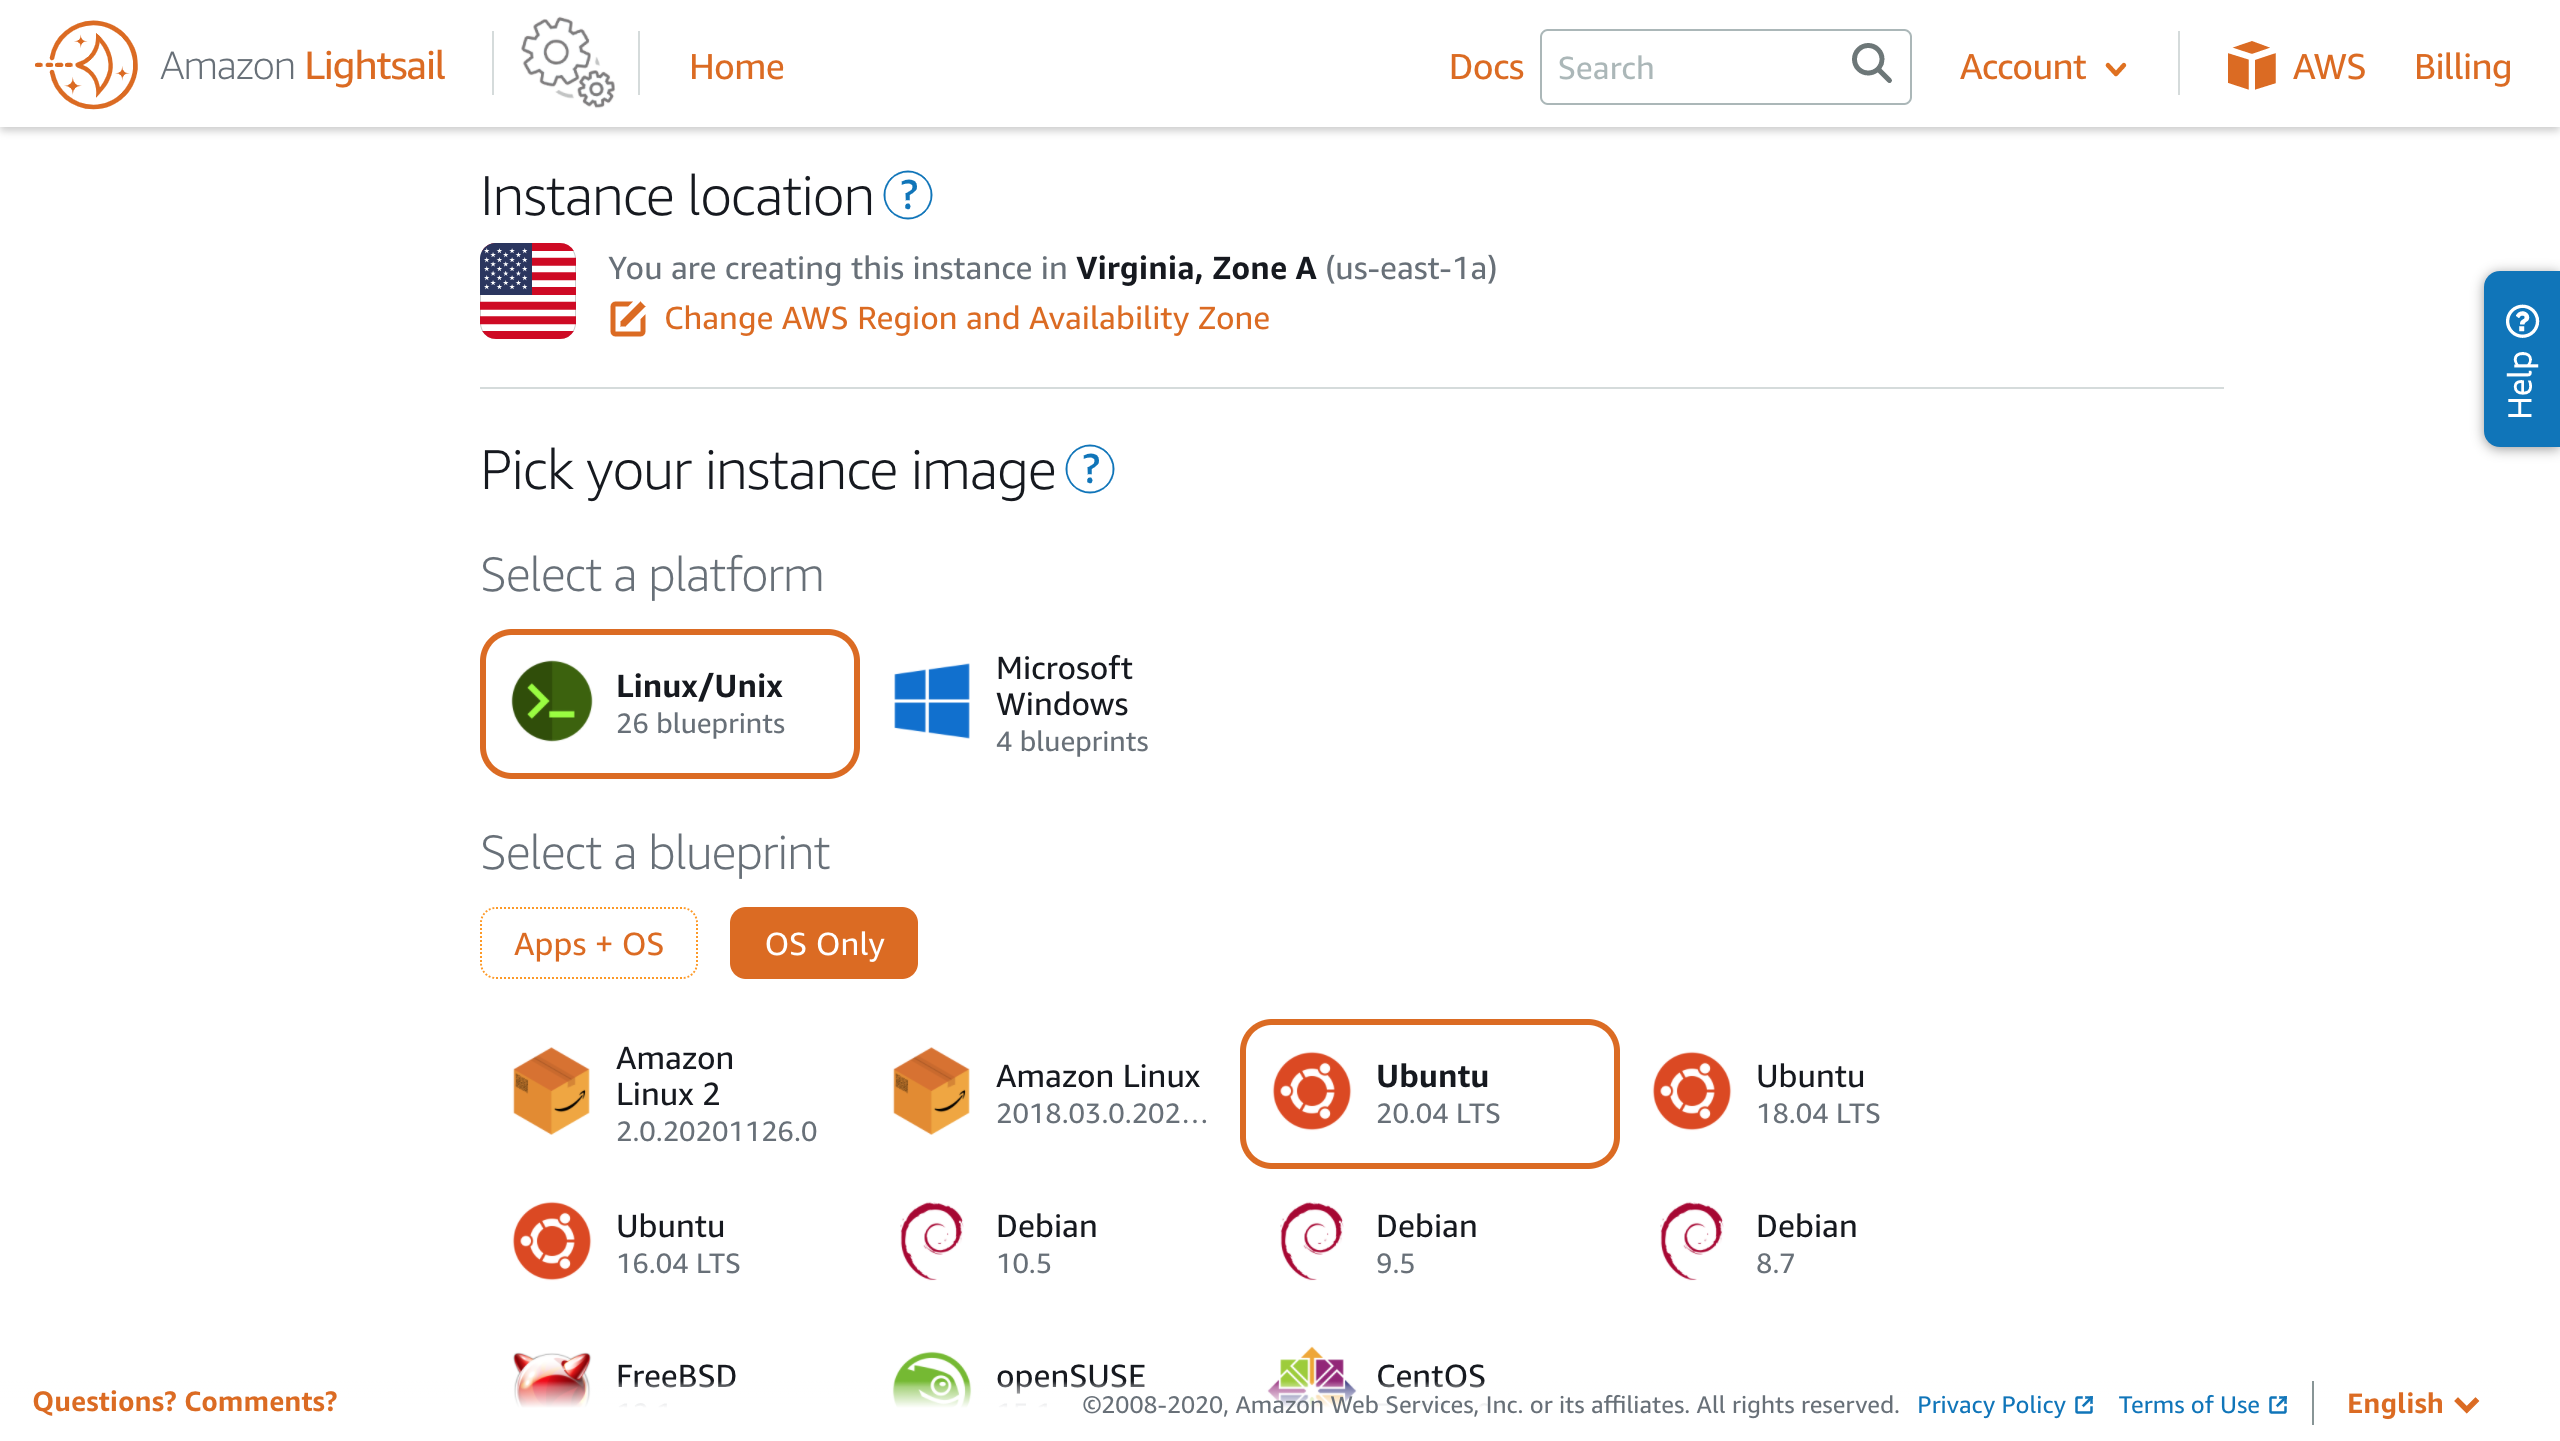 Amazon Lightsail
Home
Docs
Search
Account
AWS
Billing
Instance location ?
You are creating this instance in Virginia, Zone A (us-east-1a)
Change AWS Region and Availability Zone
Help ?
Pick your instance image ?
Select a platform
Linux/Unix
26 blueprints
Microsoft
Windows
4 blueprints
Select a blueprint
Apps + OS
OS Only
Amazon
Linux 2
2.0.20201126.0
Amazon Linux
2018.03.0.202...
Ubuntu
20.04 LTS
Ubuntu
18.04 LTS
Ubuntu
16.04 LTS
Debian
10.5
Debian
9.5
Debian
8.7
FreeBSD
openSUSE
CentOS
Questions? Comments?
©2008-2020, Amazon Web Services, Inc. or its affiliates. All rights reserved.
Privacy Policy
Terms of Use
English